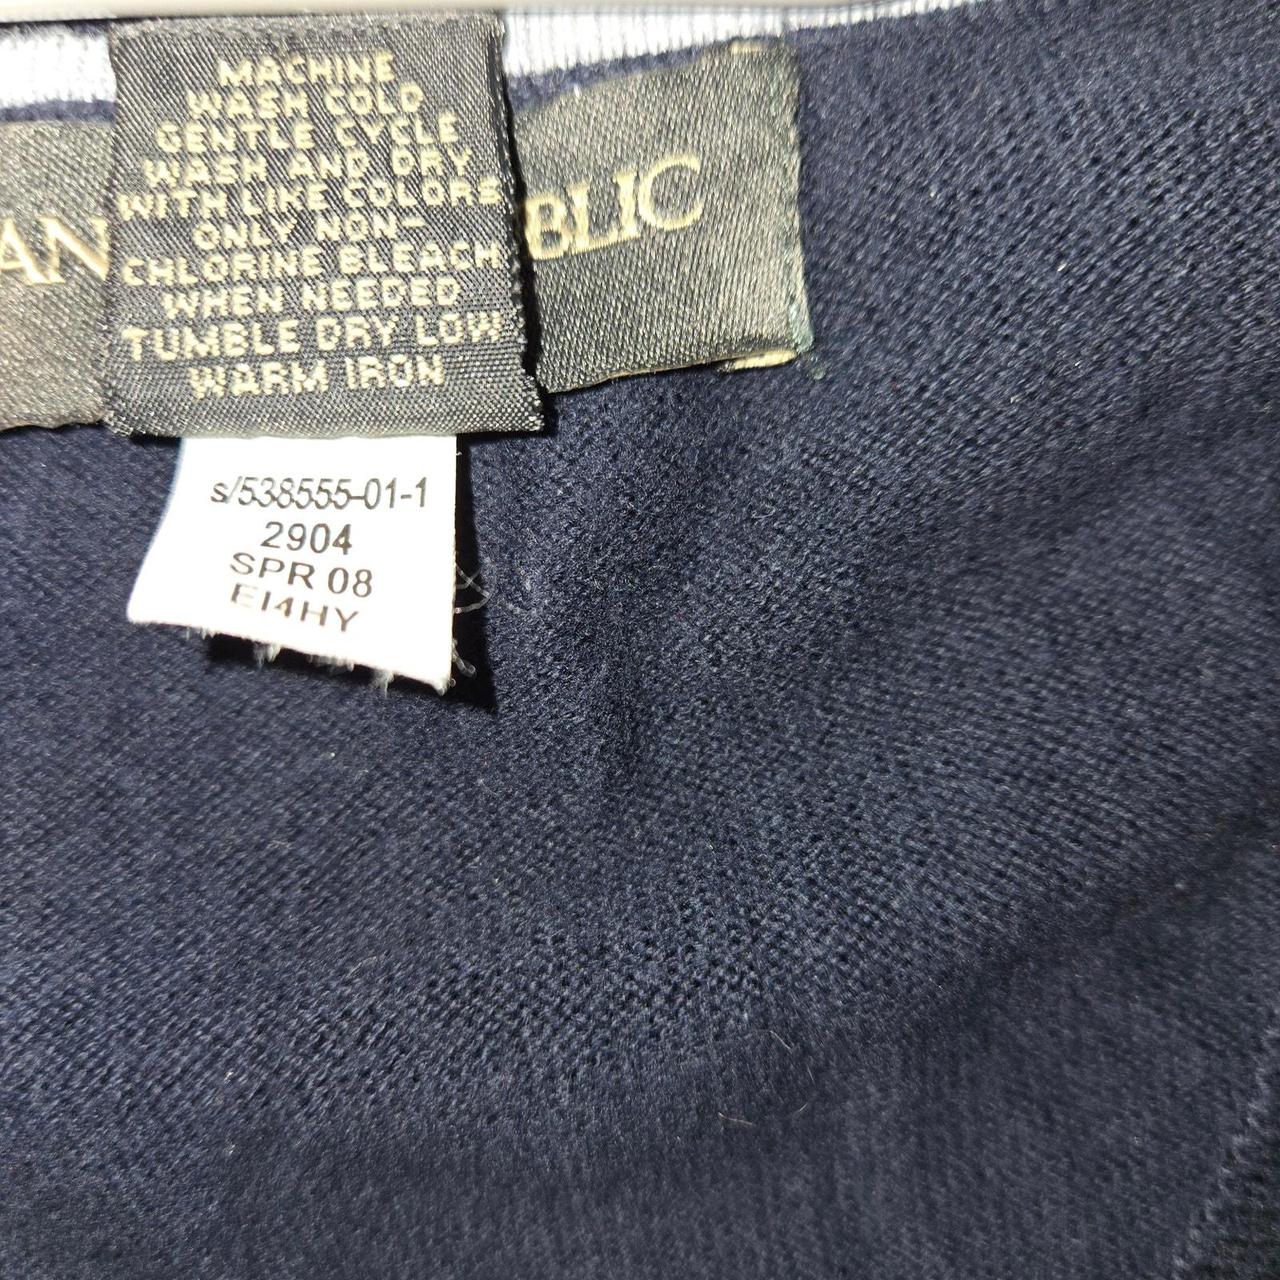 MACHINE
WASH COLD
GENTLE CYCLE
WASH AND DRY
WITH LIKE COLORS
ONLY NON-
CHLORINE BLEACH
WHEN NEEDED
TUMBLE DRY LOW
WARM IRON
AN
BLIC
s/538555-01-1
2904
SPR 08
EI4HY